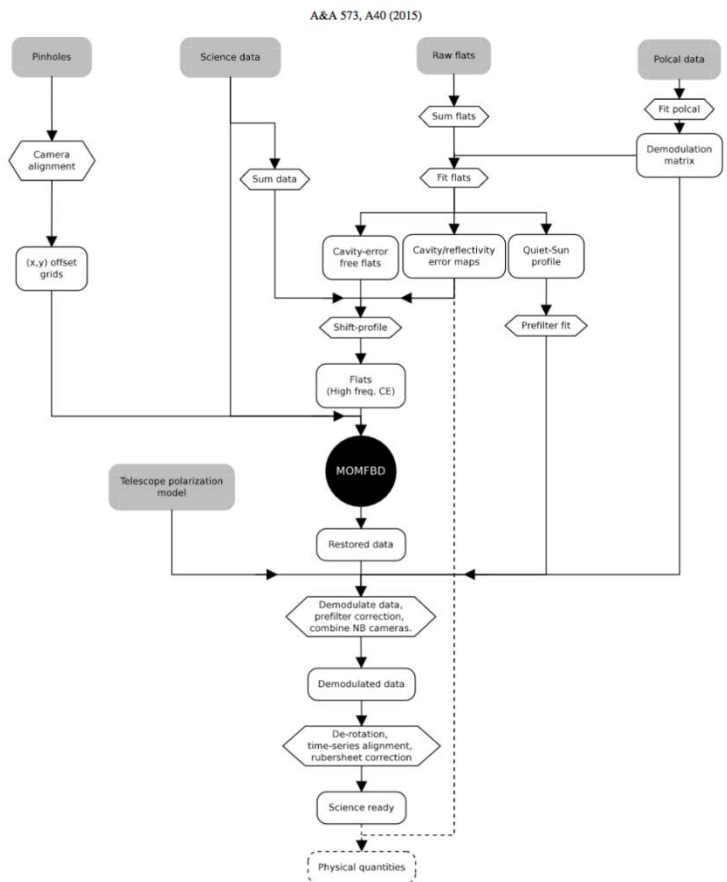 A&A 573, A40 (2015)
Pinholes
Science data
Raw flats
Polcal data
Sum flats
Fit polcal
Camera
alignment
Sum data
Fit flats
Demodulation
matrix
(x,y) offset
grids
Cavity-error
free flats
Cavity/reflectivity
error maps
Quiet-Sun
profile
Shift-profile
Prefilter fit
Flats
(High freq. CE)
MOMFBD
Telescope polarization
model
Restored data
Demodulate data,
prefilter correction,
combine NB cameras.
Demodulated data
De-rotation,
time-series alignment,
rubersheet correction
Science ready
Physical quantities